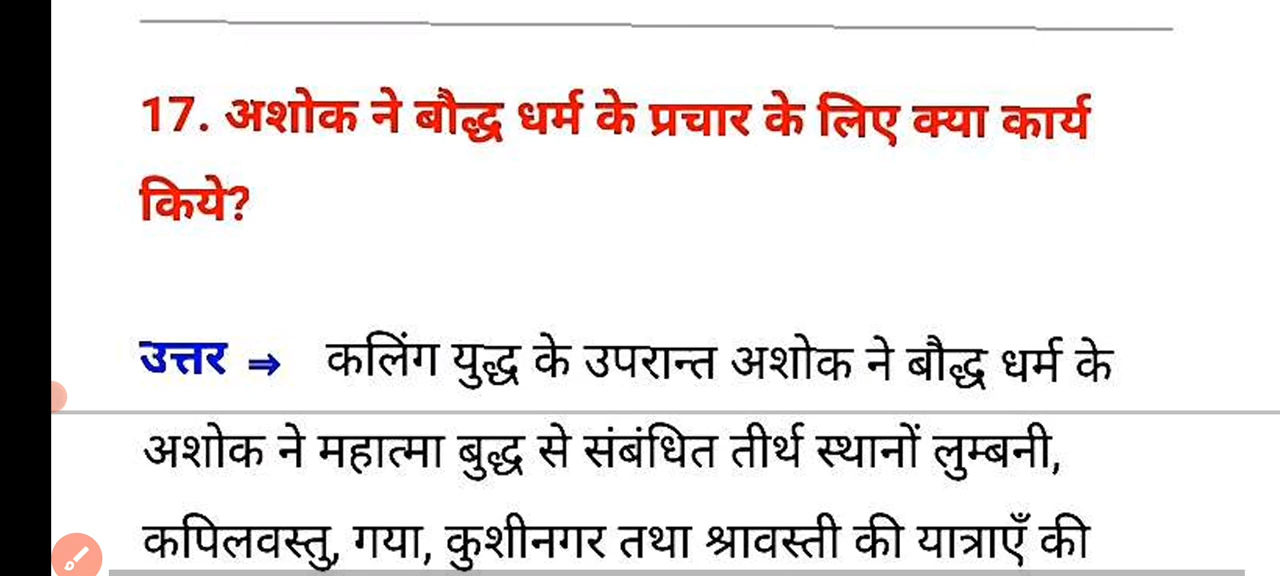 17. अशोक ने बौद्ध धर्म के प्रचार के लिए क्या कार्य
किये?
उत्तर ⇒ कलिंग युद्ध के उपरान्त अशोक ने बौद्ध धर्म के
अशोक ने महात्मा बुद्ध से संबंधित तीर्थ स्थानों लुम्बनी,
कपिलवस्तु, गया, कुशीनगर तथा श्रावस्ती की यात्राएँ की